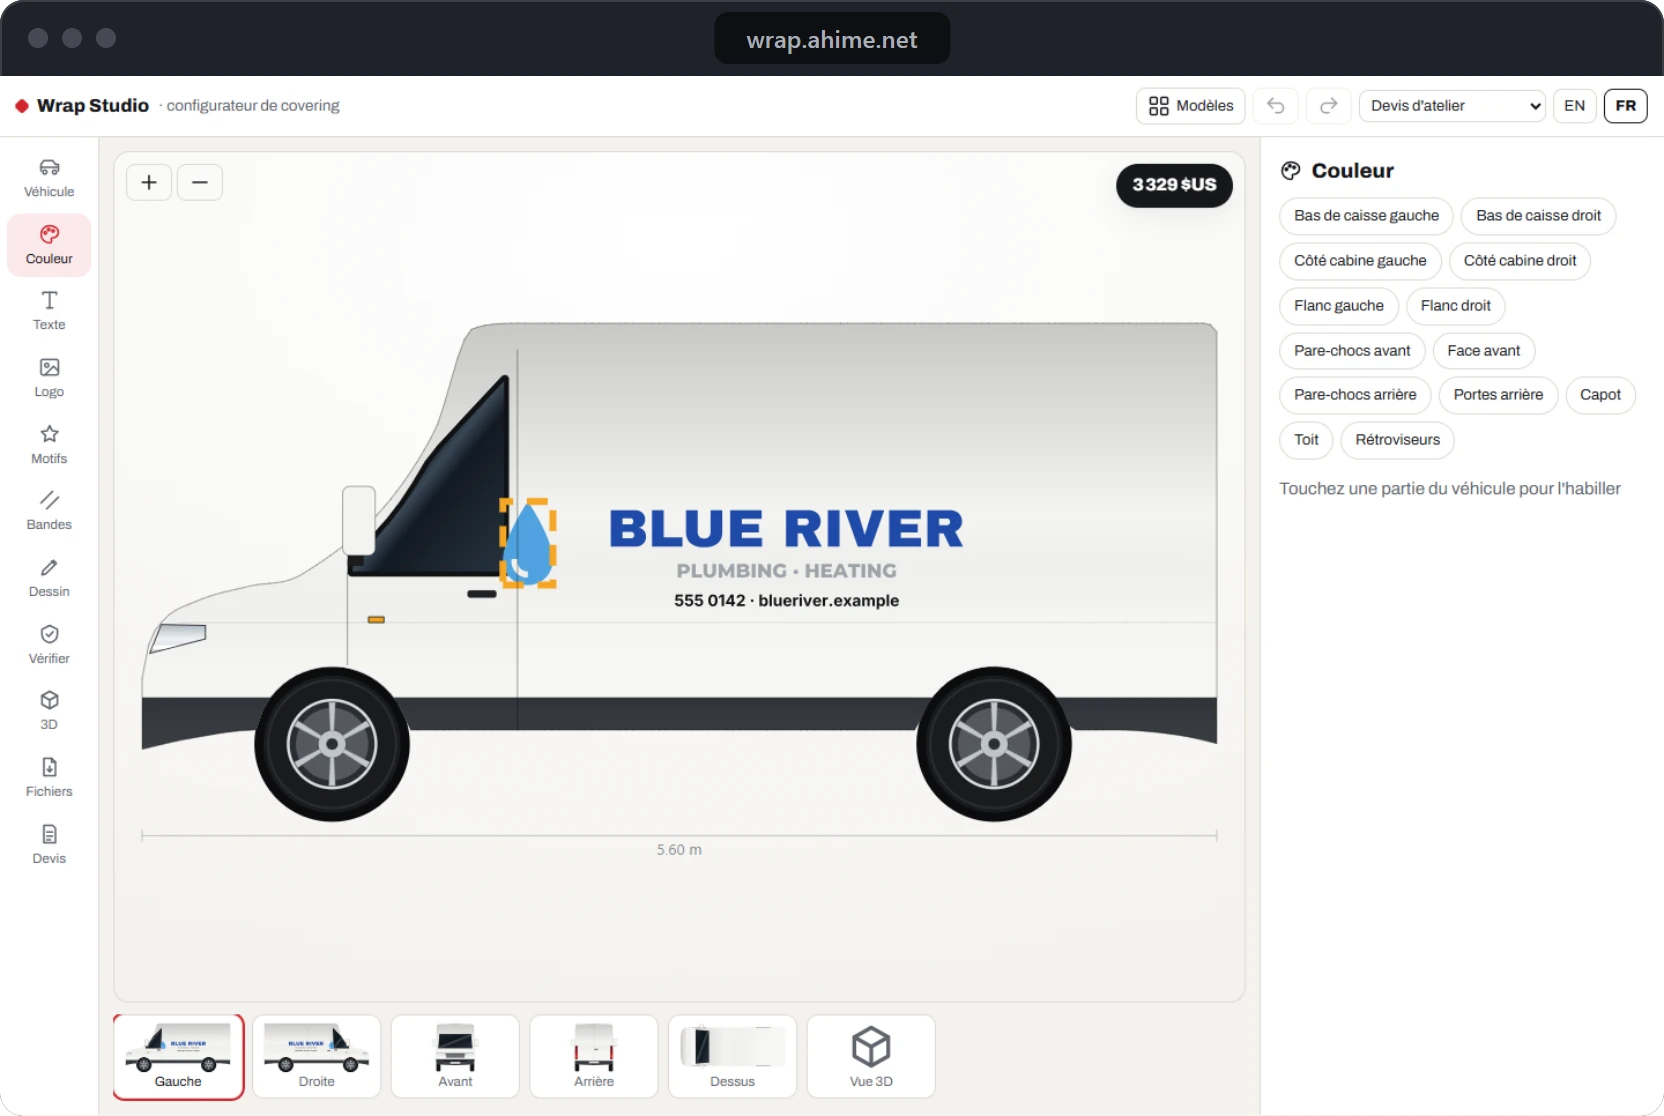 wrap.ahime.net
Wrap Studio · configurateur de covering
Modèles
Devis d'atelier
EN
FR
Véhicule
Couleur
Texte
Logo
Motifs
Bandes
Dessin
Vérifier
3D
Fichiers
Devis
+
−
3 329 $US
BLUE RIVER
PLUMBING · HEATING
555 0142 · blueriver.example
5.60 m
BLUE RIVER
Gauche
BLUE RIVER
Droite
Avant
Arrière
Dessus
Vue 3D
Couleur
Bas de caisse gauche
Bas de caisse droit
Côté cabine gauche
Côté cabine droit
Flanc gauche
Flanc droit
Pare-chocs avant
Face avant
Pare-chocs arrière
Portes arrière
Capot
Toit
Rétroviseurs
Touchez une partie du véhicule pour l'habiller